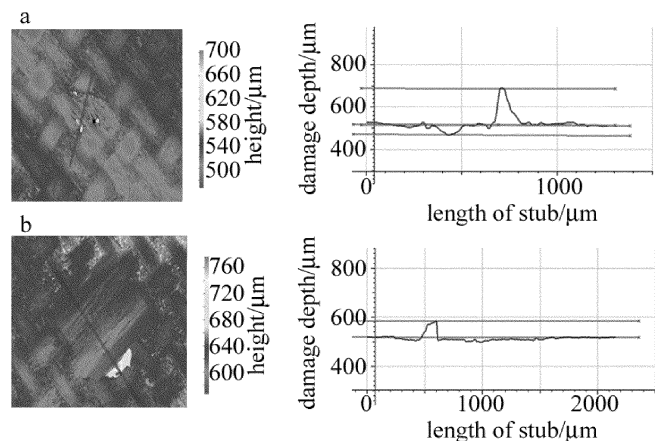 a
700
660
620
580
540
500
height/μm
damage depth/μm
800
600
400
0
1000
length of stub/μm
b
760
720
680
640
600
height/μm
damage depth/μm
800
600
400
0
1000
2000
length of stub/μm